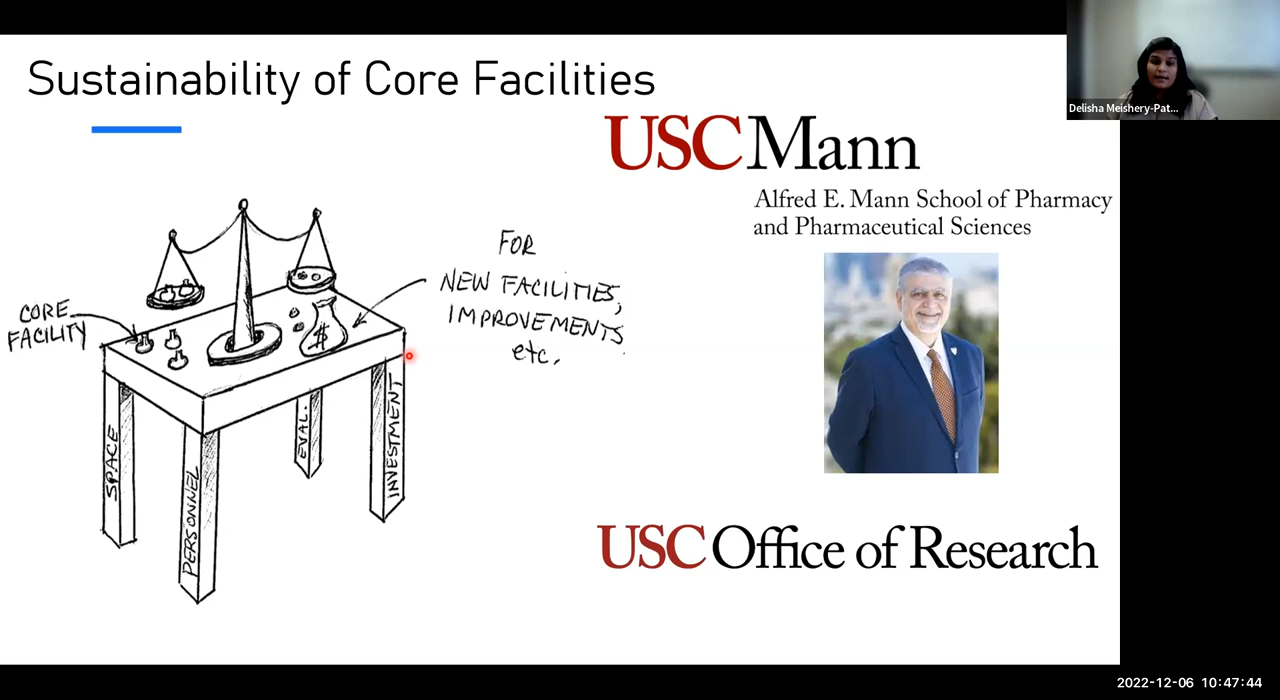 Sustainability of Core Facilities
Delisha Meishery-Pat...
USC Mann
Alfred E. Mann School of Pharmacy
and Pharmaceutical Sciences
FOR
NEW FACILITIES,
IMPROVEMENTS
etc.
CORE
FACILITY
$
SPACE
PERSONNEL
EVAL.
INVESTMENT
USC Office of Research
2022-12-06 10:47:44